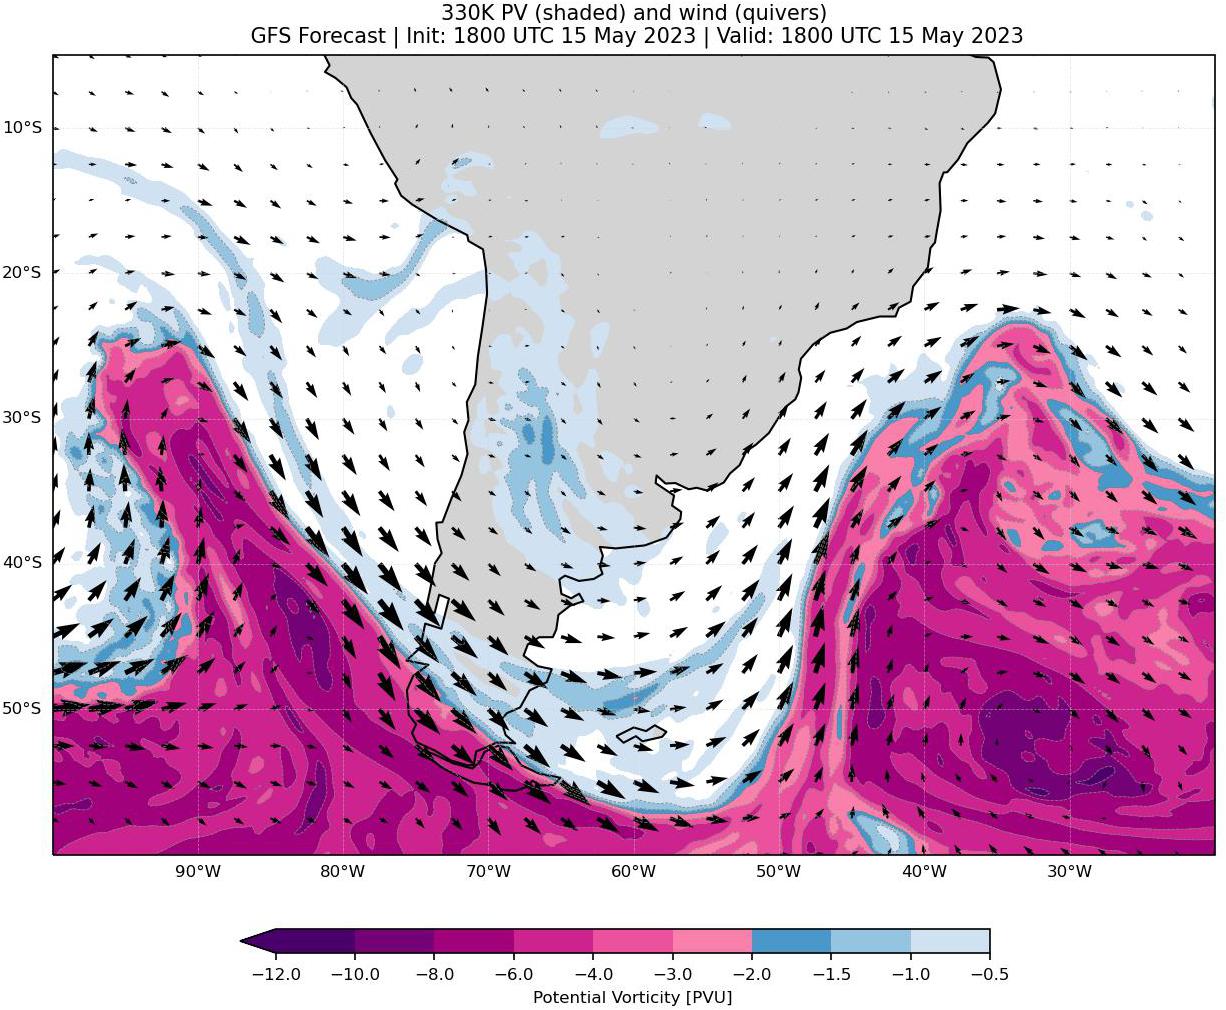 330K PV (shaded) and wind (quivers)
GFS Forecast | Init: 1800 UTC 15 May 2023 | Valid: 1800 UTC 15 May 2023
10°S
20°S
30°S
40°S
50°S
90°W 80°W 70°W 60°W 50°W 40°W 30°W
−12.0 −10.0 −8.0 −6.0 −4.0 −3.0 −2.0 −1.5 −1.0 −0.5
Potential Vorticity [PVU]